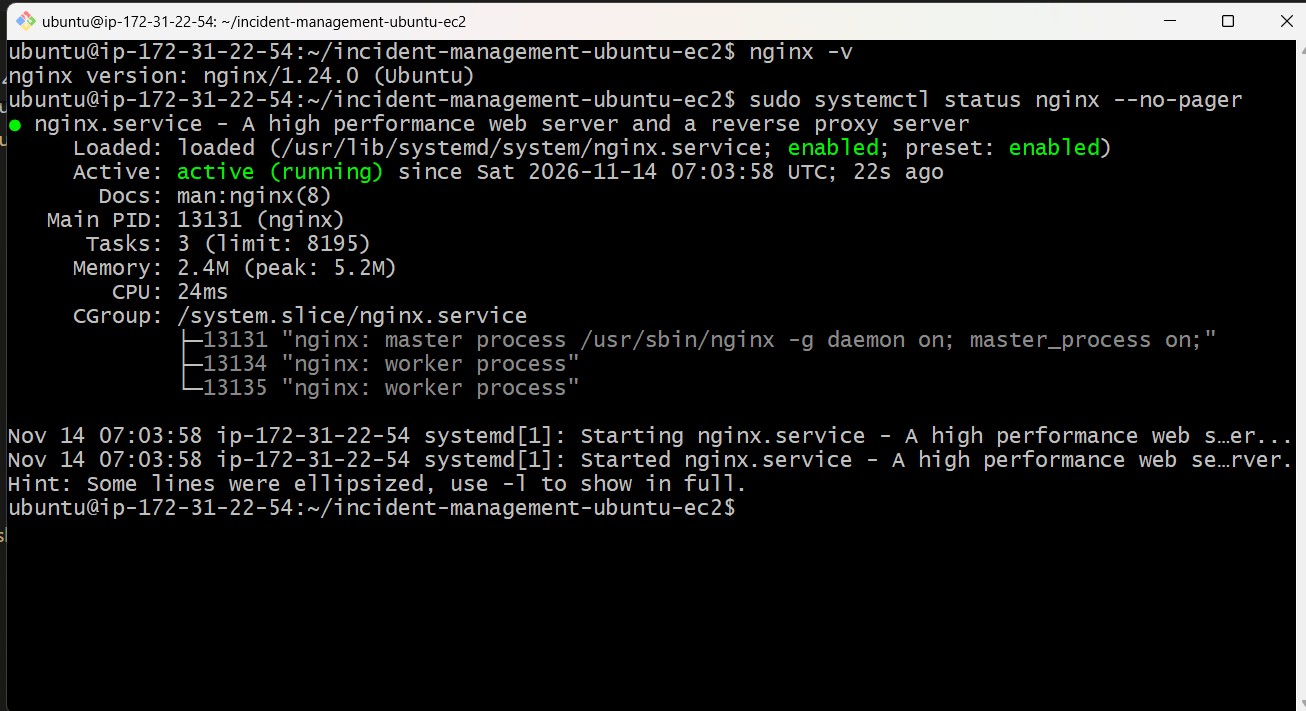 ubuntu@ip-172-31-22-54: ~/incident-management-ubuntu-ec2
ubuntu@ip-172-31-22-54:~/incident-management-ubuntu-ec2$ nginx -v
nginx version: nginx/1.24.0 (Ubuntu)
ubuntu@ip-172-31-22-54:~/incident-management-ubuntu-ec2$ sudo systemctl status nginx --no-pager
● nginx.service - A high performance web server and a reverse proxy server
     Loaded: loaded (/usr/lib/systemd/system/nginx.service; enabled; preset: enabled)
     Active: active (running) since Sat 2026-11-14 07:03:58 UTC; 22s ago
       Docs: man:nginx(8)
   Main PID: 13131 (nginx)
      Tasks: 3 (limit: 8195)
     Memory: 2.4M (peak: 5.2M)
        CPU: 24ms
     CGroup: /system.slice/nginx.service
             ├─13131 "nginx: master process /usr/sbin/nginx -g daemon on; master_process on;"
             ├─13134 "nginx: worker process"
             └─13135 "nginx: worker process"

Nov 14 07:03:58 ip-172-31-22-54 systemd[1]: Starting nginx.service - A high performance web s…er...
Nov 14 07:03:58 ip-172-31-22-54 systemd[1]: Started nginx.service - A high performance web se…rver.
Hint: Some lines were ellipsized, use -l to show in full.
ubuntu@ip-172-31-22-54:~/incident-management-ubuntu-ec2$